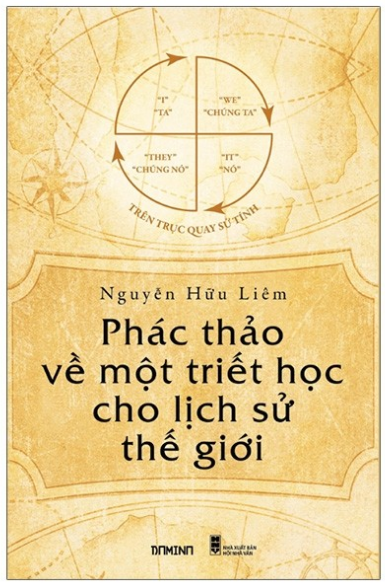 "I" "WE"
"TA" "CHÚNG TA"
"THEY" "IT"
"CHÚNG NÓ" "NÓ"
TRÊN TRỤC QUAY SỬ TÍNH
Nguyễn Hữu Liêm
Phác thảo
về một triết học
cho lịch sử
thế giới
DOMINO
NHÀ XUẤT BẢN
HỘI NHÀ VĂN